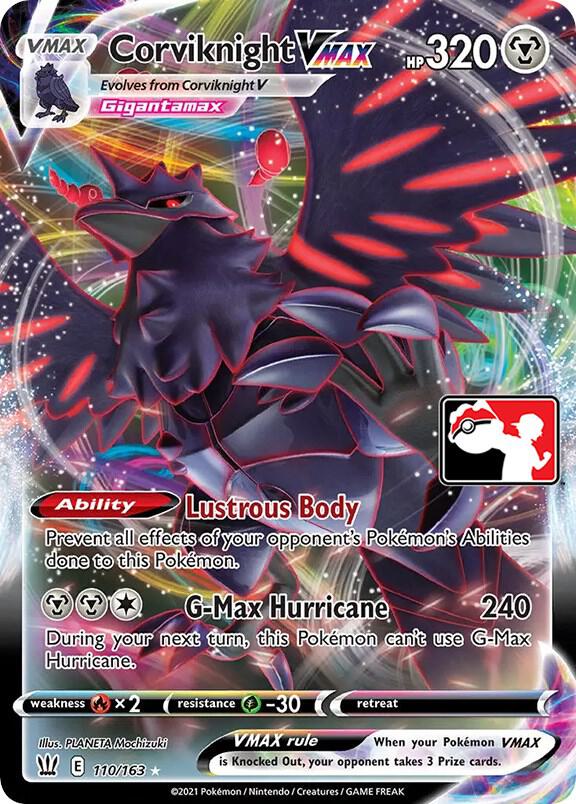 VMAX
Corviknight VMAX
HP 320
Evolves from Corviknight V
Gigantamax
Ability Lustrous Body
Prevent all effects of your opponent's Pokémon's Abilities
done to this Pokémon.
G-Max Hurricane 240
During your next turn, this Pokémon can't use G-Max
Hurricane.
weakness ×2 resistance -30 retreat
Illus. PLANETA Mochizuki
E 110/163
VMAX rule When your Pokémon VMAX
is Knocked Out, your opponent takes 3 Prize cards.
©2021 Pokémon / Nintendo / Creatures / GAME FREAK